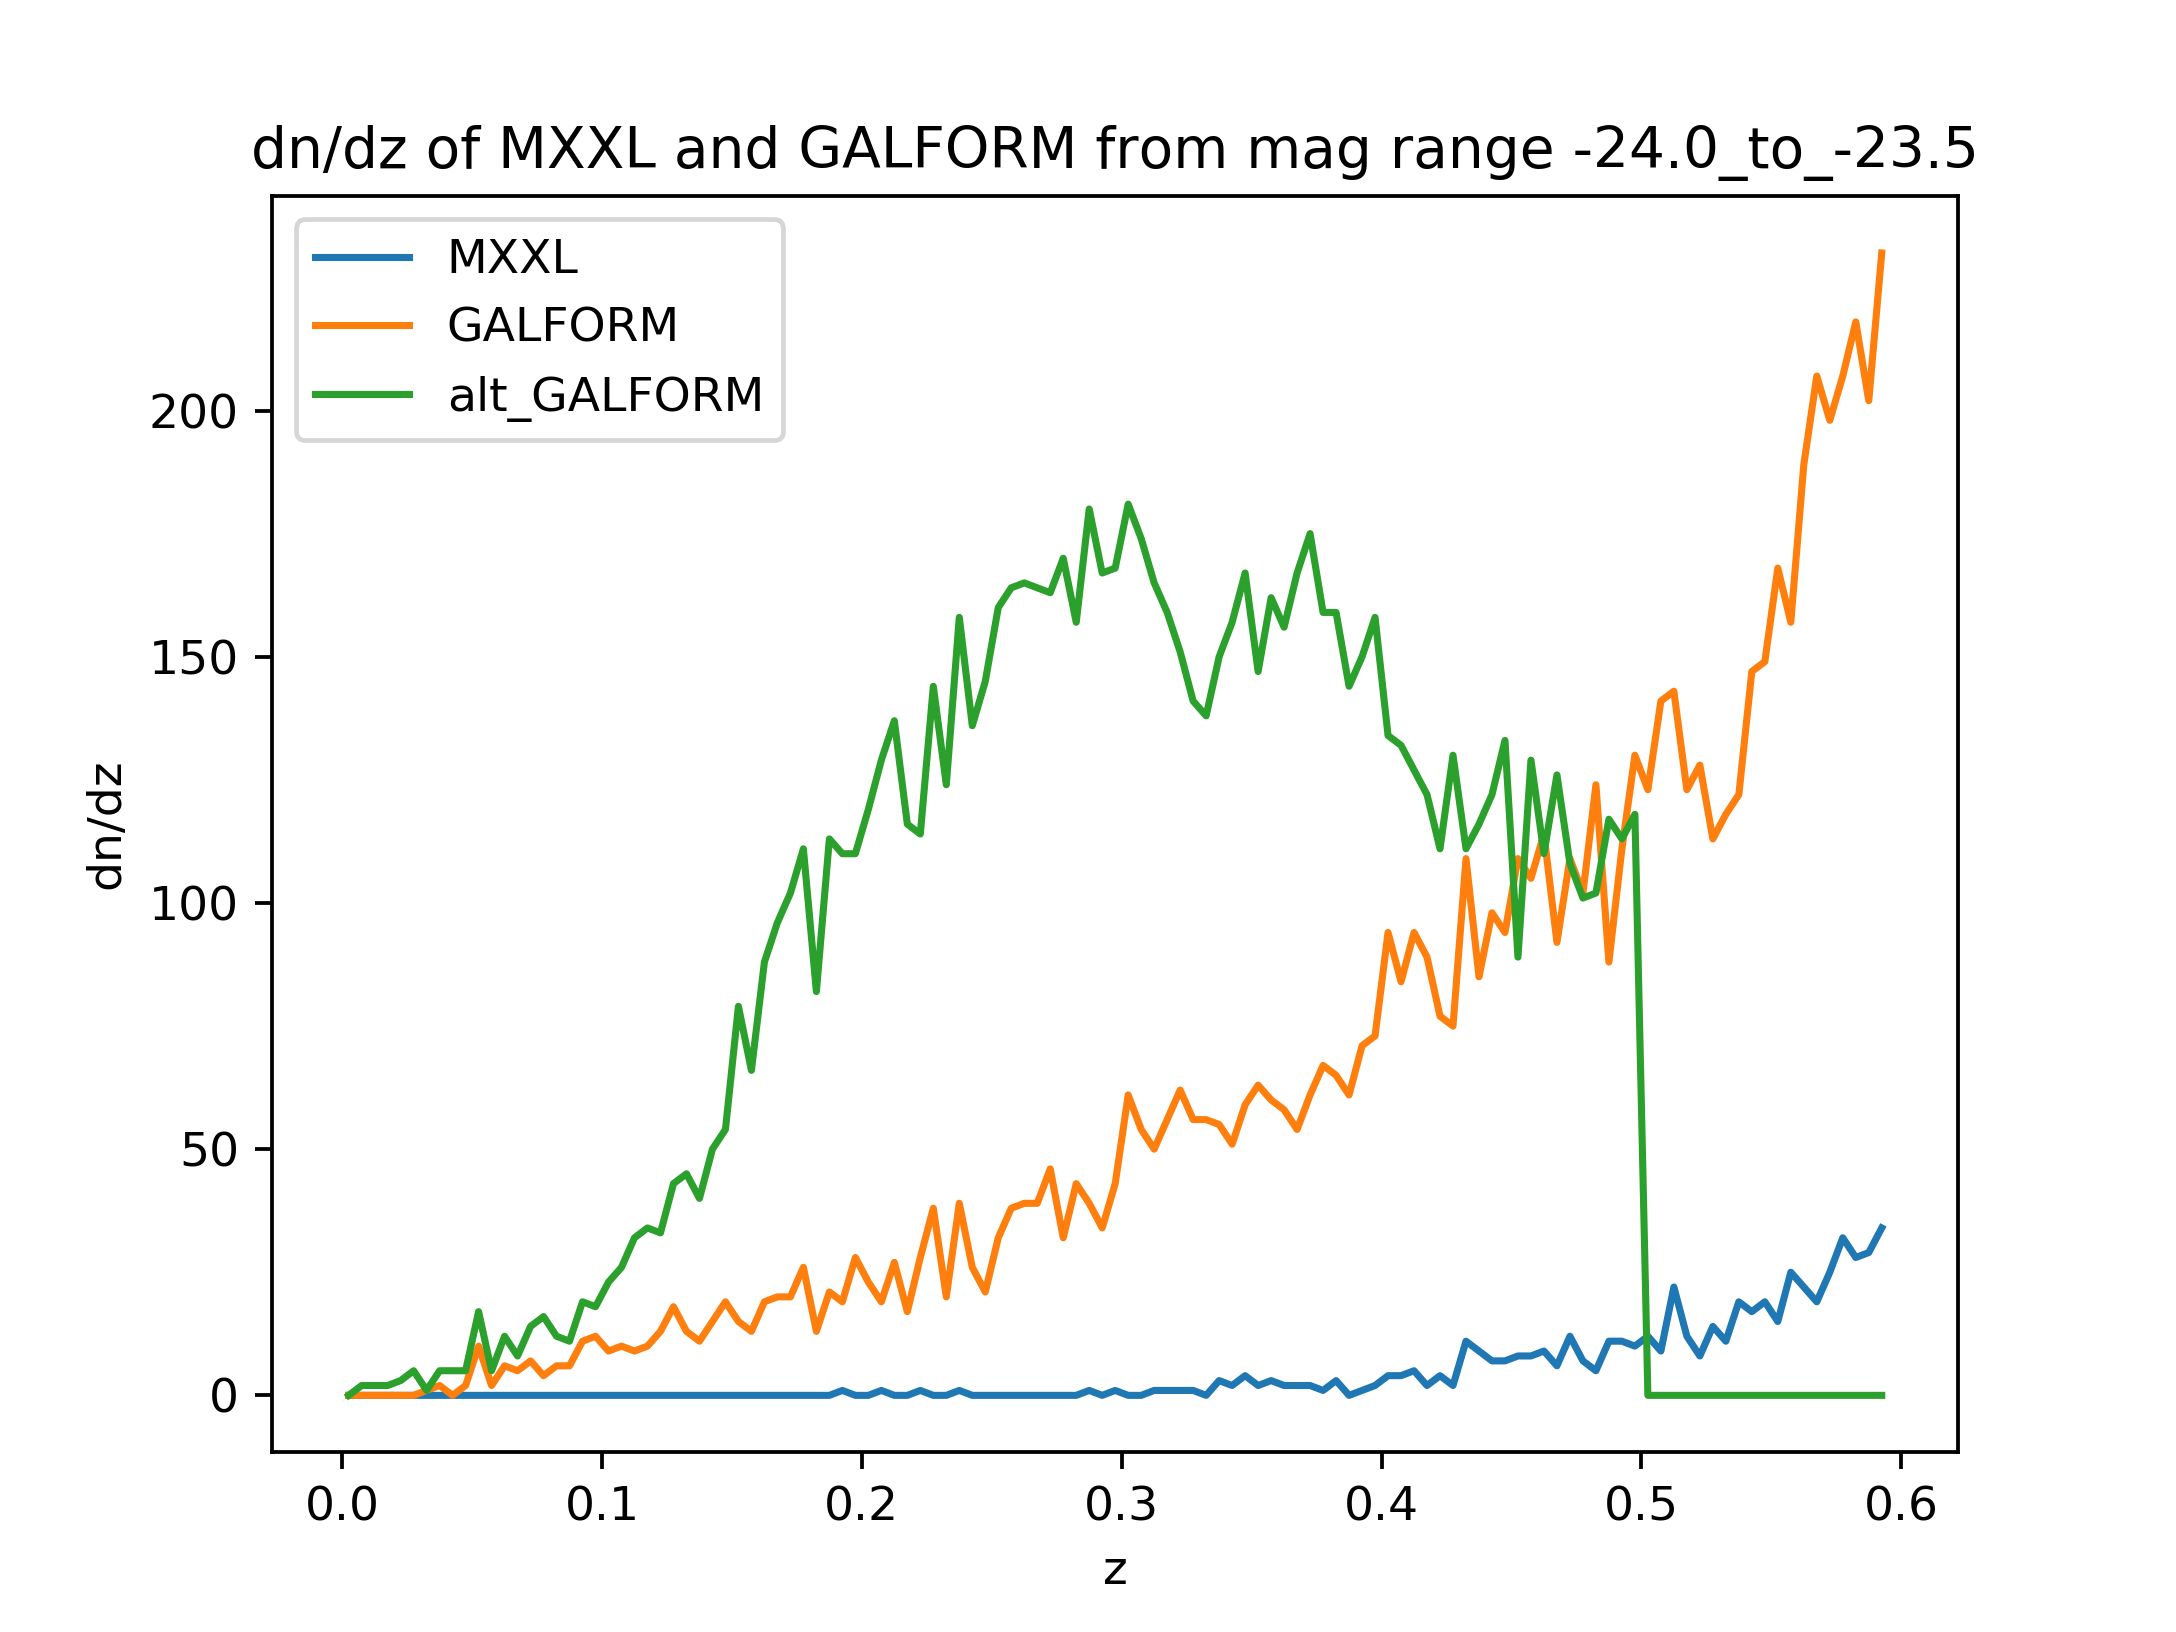 dn/dz of MXXL and GALFORM from mag range -24.0_to_-23.5
MXXL
GALFORM
alt_GALFORM
dn/dz
200
150
100
50
0
0.0 0.1 0.2 0.3 0.4 0.5 0.6
z